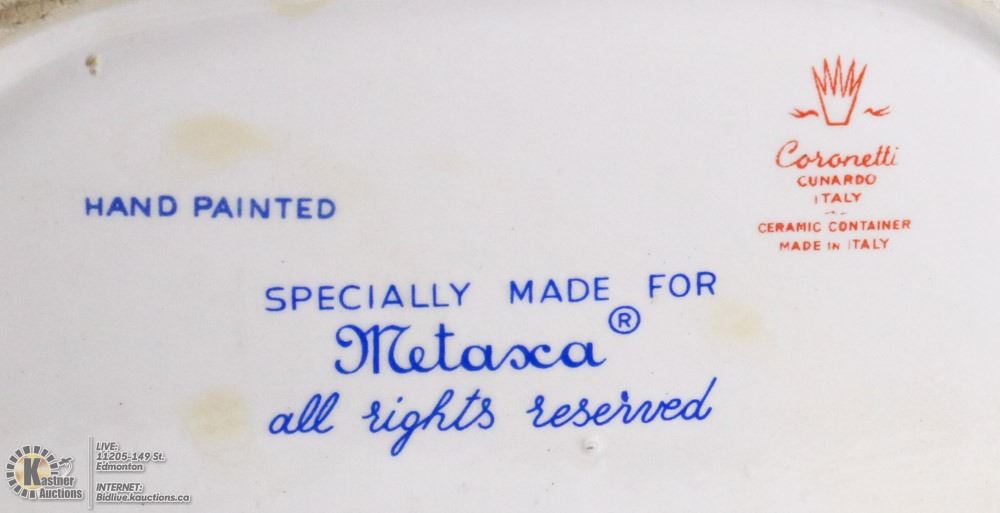 Coronetti
CUNARDO
ITALY
CERAMIC CONTAINER
MADE IN ITALY
HAND PAINTED
SPECIALLY MADE FOR
Metaxa®
all rights reserved
K
Kastner
Auctions
LIVE:
11205-149 St.
Edmonton
INTERNET:
Bidlive.kauctions.ca